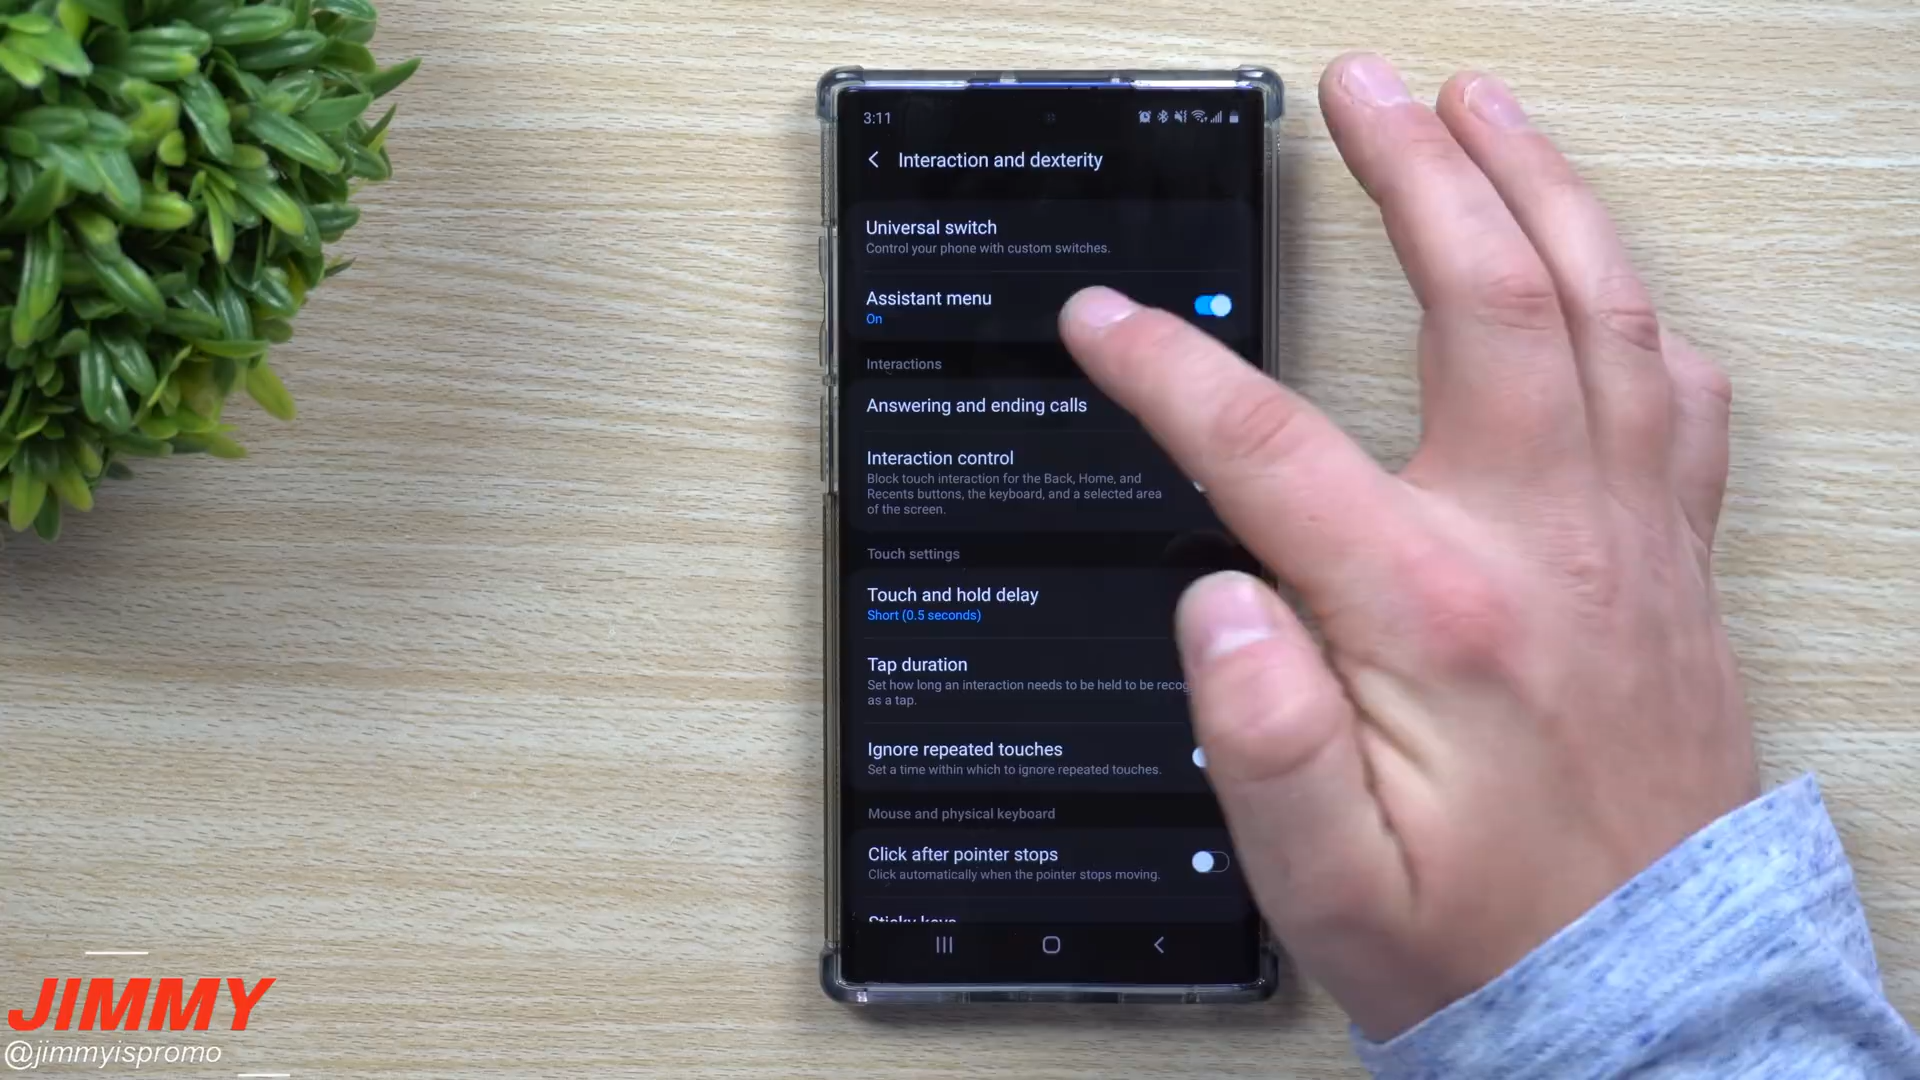 3:11
Interaction and dexterity
Universal switch
Control your phone with custom switches.
Assistant menu
On
Interactions
Answering and ending calls
Interaction control
Block touch interaction for the Back, Home, and
Recents buttons, the keyboard, and a selected area
of the screen.
Touch settings
Touch and hold delay
Short (0.5 seconds)
Tap duration
Set how long an interaction needs to be held to be recog
as a tap.
Ignore repeated touches
Set a time within which to ignore repeated touches.
Mouse and physical keyboard
Click after pointer stops
Click automatically when the pointer stops moving.
Sticky keys
JIMMY
@jimmyispromo